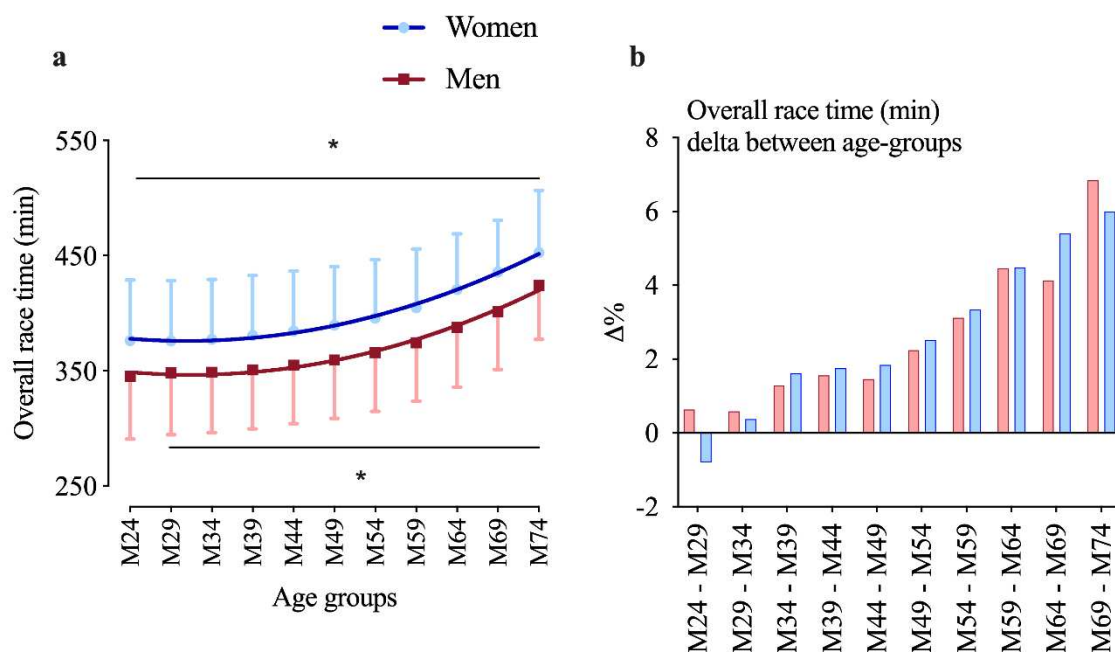 Women
Men
a
550
450
350
250
Overall race time (min)
*
*
M24
M29
M34
M39
M44
M49
M54
M59
M64
M69
M74
Age groups
b
Overall race time (min)
delta between age-groups
8
6
4
2
0
-2
Δ%
M24 - M29
M29 - M34
M34 - M39
M39 - M44
M44 - M49
M49 - M54
M54 - M59
M59 - M64
M64 - M69
M69 - M74